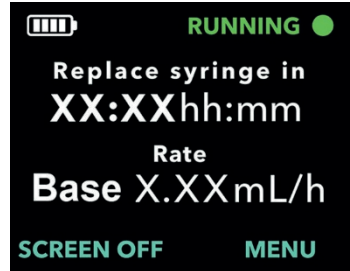 RUNNING
Replace syringe in
XX:XXhh:mm
Rate
Base X.XXmL/h
SCREEN OFF MENU